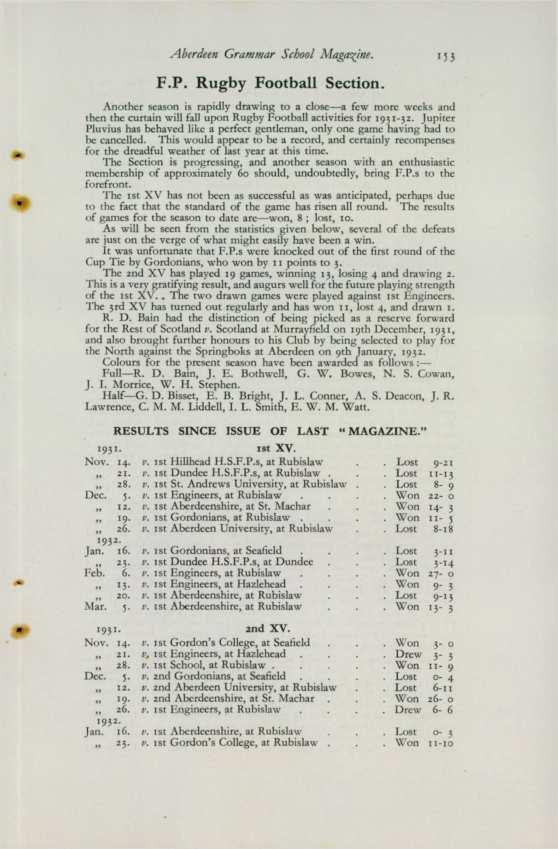 Aberdeen Grammar School Magazine. 153
F.P. Rugby Football Section.
Another season is rapidly drawing to a close—a few more weeks and
then the curtain will fall upon Rugby Football activities for 1931-32. Jupiter
Pluvius has behaved like a perfect gentleman, only one game having had to
be cancelled. This would appear to be a record, and certainly recompenses
for the dreadful weather of last year at this time.
The Section is progressing, and another season with an enthusiastic
membership of approximately 60 should, undoubtedly, bring F.P.s to the
forefront.
The 1st XV has not been as successful as was anticipated, perhaps due
to the fact that the standard of the game has risen all round. The results
of games for the season to date are—won, 8 ; lost, 10.
As will be seen from the statistics given below, several of the defeats
are just on the verge of what might easily have been a win.
It was unfortunate that F.P.s were knocked out of the first round of the
Cup Tie by Gordonians, who won by 11 points to 3.
The 2nd XV has played 19 games, winning 13, losing 4 and drawing 2.
This is a very gratifying result, and augurs well for the future playing strength
of the 1st XV. The two drawn games were played against 1st Engineers.
The 3rd XV has turned out regularly and has won 11, lost 4, and drawn 1.
R. D. Bain had the distinction of being picked as a reserve forward
for the Rest of Scotland v. Scotland at Murrayfield on 19th December, 1931,
and also brought further honours to his Club by being selected to play for
the North against the Springboks at Aberdeen on 9th January, 1932.
Colours for the present season have been awarded as follows :—
Full—R. D. Bain, J. E. Bothwell, G. W. Bowes, N. S. Cowan,
J. I. Morrice, W. H. Stephen.
Half—G. D. Bisset, E. B. Bright, J. L. Conner, A. S. Deacon, J. R.
Lawrence, C. M. M. Liddell, I. L. Smith, E. W. M. Watt.
RESULTS SINCE ISSUE OF LAST "MAGAZINE."
1931. 1st XV.
Nov. 14. v. 1st Hillhead H.S.F.P.s, at Rubislaw . . Lost 9-21
„ 21. v. 1st Dundee H.S.F.P.s, at Rubislaw . . . Lost 11-13
„ 28. v. 1st St. Andrews University, at Rubislaw . . Lost 8- 9
Dec. 5. v. 1st Engineers, at Rubislaw . . . . Won 22- 0
„ 12. v. 1st Aberdeenshire, at St. Machar . . . Won 14- 3
„ 19. v. 1st Gordonians, at Rubislaw . . . . Won 11- 5
„ 26. v. 1st Aberdeen University, at Rubislaw . . Lost 8-18
1932.
Jan. 16. v. 1st Gordonians, at Seafield . . . . Lost 3-11
„ 23. v. 1st Dundee H.S.F.P.s, at Dundee . . . Lost 3-14
Feb. 6. v. 1st Engineers, at Rubislaw . . . . Won 27- 0
„ 13. v. 1st Engineers, at Hazlehead . . . . Won 9- 3
„ 20. v. 1st Aberdeenshire, at Rubislaw . . . Lost 9-13
Mar. 5. v. 1st Aberdeenshire, at Rubislaw . . . Won 13- 3
1931. 2nd XV.
Nov. 14. v. 1st Gordon's College, at Seafield . . . Won 3- 0
„ 21. v. 1st Engineers, at Hazlehead . . . . Drew 3- 3
„ 28. v. 1st School, at Rubislaw . . . . . Won 11- 9
Dec. 5. v. 2nd Gordonians, at Seafield . . . . Lost 0- 4
„ 12. v. 2nd Aberdeen University, at Rubislaw . . Lost 6-11
„ 19. v. 2nd Aberdeenshire, at St. Machar . . . Won 26- 0
„ 26. v. 1st Engineers, at Rubislaw . . . . Drew 6- 6
1932.
Jan. 16. v. 1st Aberdeenshire, at Rubislaw . . . Lost 0- 3
„ 23. v. 1st Gordon's College, at Rubislaw . . . Won 11-10